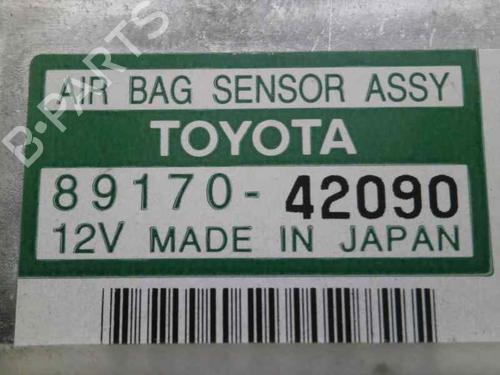 AIR BAG SENSOR ASSY
TOYOTA
89170-42090
12V MADE IN JAPAN
B-PARTS